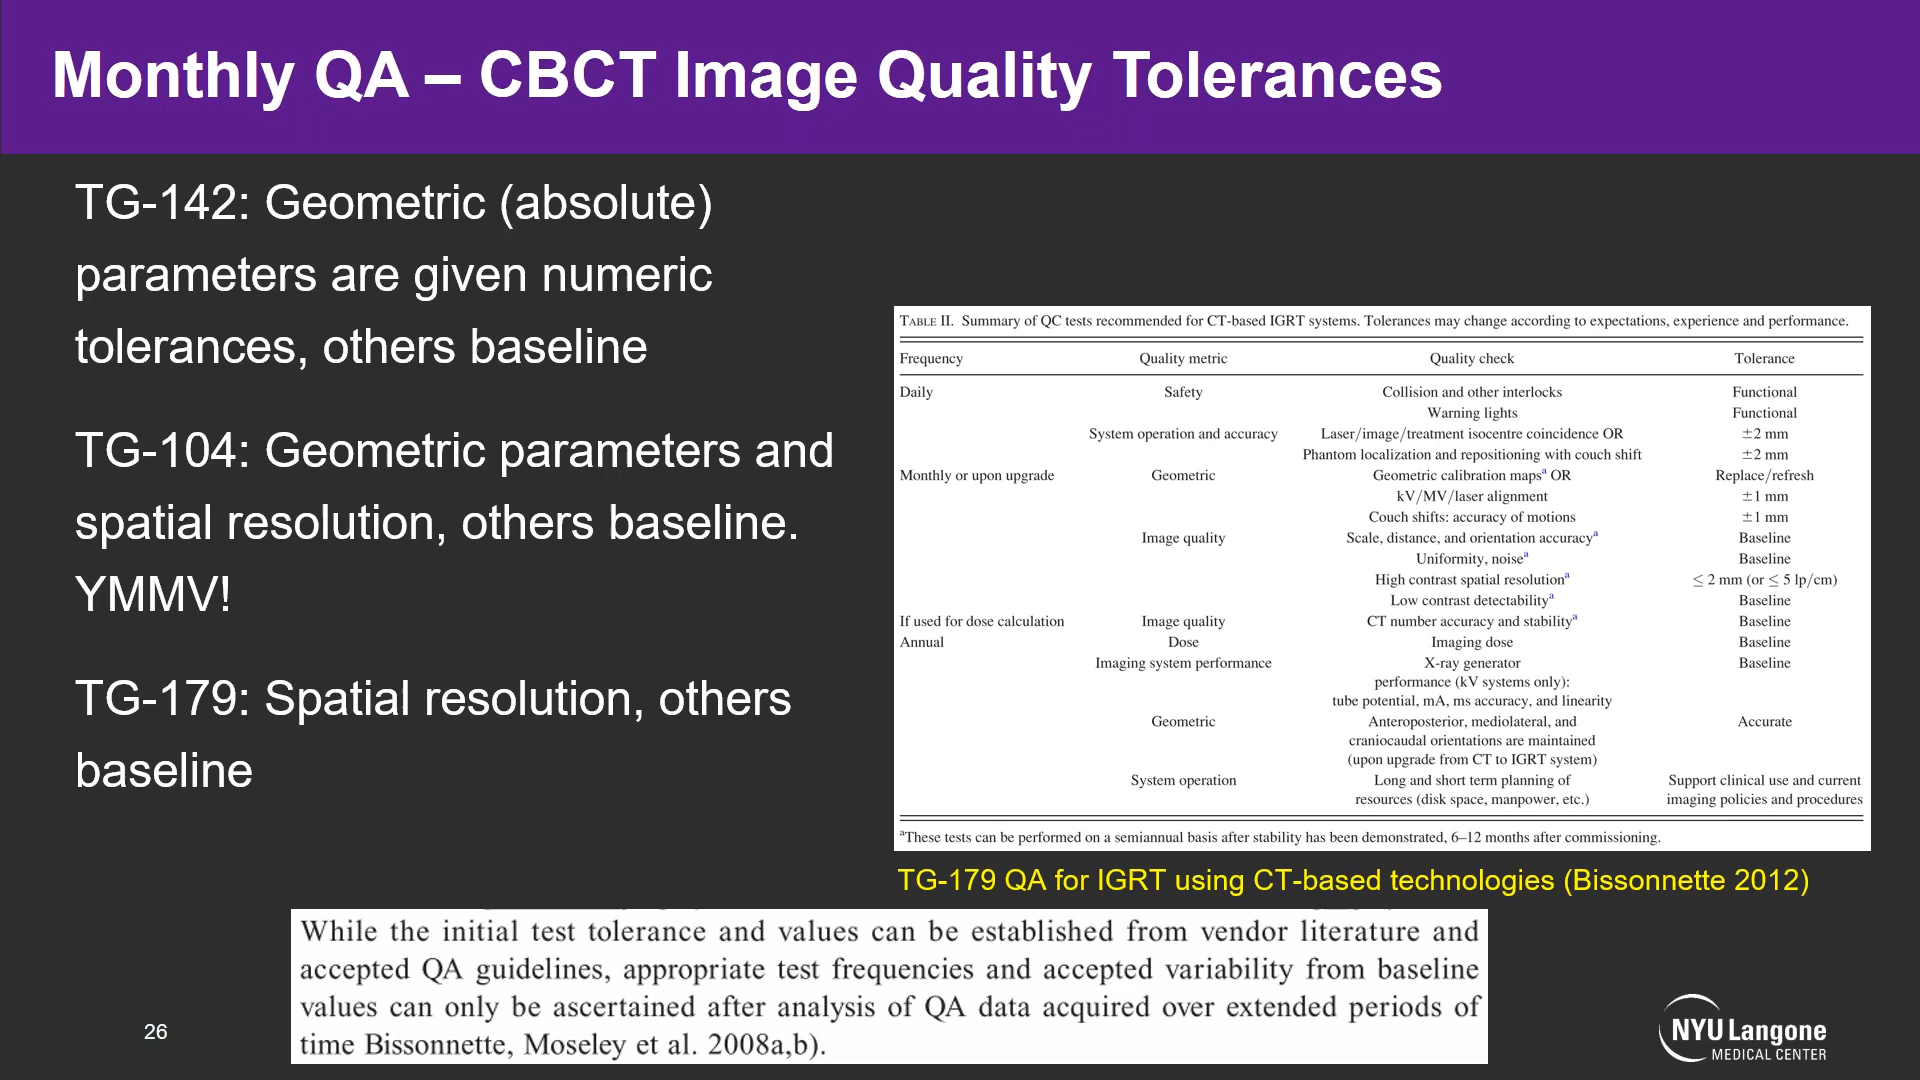 Monthly QA – CBCT Image Quality Tolerances
TG-142: Geometric (absolute)
parameters are given numeric
tolerances, others baseline
TG-104: Geometric parameters and
spatial resolution, others baseline.
YMMV!
TG-179: Spatial resolution, others
baseline
TABLE II. Summary of QC tests recommended for CT-based IGRT systems. Tolerances may change according to expectations, experience and performance.
Frequency Quality metric Quality check Tolerance
Daily Safety Collision and other interlocks Functional
Warning lights Functional
System operation and accuracy Laser/image/treatment isocentre coincidence OR ±2 mm
Phantom localization and repositioning with couch shift ±2 mm
Monthly or upon upgrade Geometric Geometric calibration mapsᵃ OR Replace/refresh
kV/MV/laser alignment ±1 mm
Couch shifts: accuracy of motions ±1 mm
Image quality Scale, distance, and orientation accuracyᵃ Baseline
Uniformity, noiseᵃ Baseline
High contrast spatial resolutionᵃ ≤ 2 mm (or ≤ 5 lp/cm)
Low contrast detectabilityᵃ Baseline
If used for dose calculation Image quality CT number accuracy and stabilityᵃ Baseline
Annual Dose Imaging dose Baseline
Imaging system performance X-ray generator Baseline
performance (kV systems only):
tube potential, mA, ms accuracy, and linearity
Geometric Anteroposterior, mediolateral, and Accurate
craniocaudal orientations are maintained
(upon upgrade from CT to IGRT system)
System operation Long and short term planning of Support clinical use and current
resources (disk space, manpower, etc.) imaging policies and procedures
ᵃThese tests can be performed on a semiannual basis after stability has been demonstrated, 6–12 months after commissioning.
TG-179 QA for IGRT using CT-based technologies (Bissonnette 2012)
While the initial test tolerance and values can be established from vendor literature and
accepted QA guidelines, appropriate test frequencies and accepted variability from baseline
values can only be ascertained after analysis of QA data acquired over extended periods of
time Bissonnette, Moseley et al. 2008a,b).
26
NYU Langone
MEDICAL CENTER